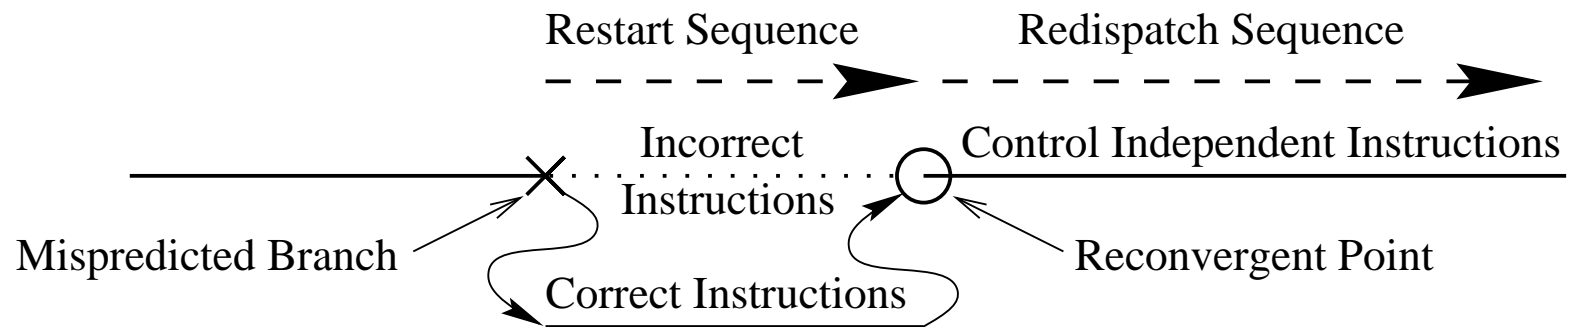 Restart Sequence
Redispatch Sequence
Incorrect
Instructions
Control Independent Instructions
Mispredicted Branch
Reconvergent Point
Correct Instructions